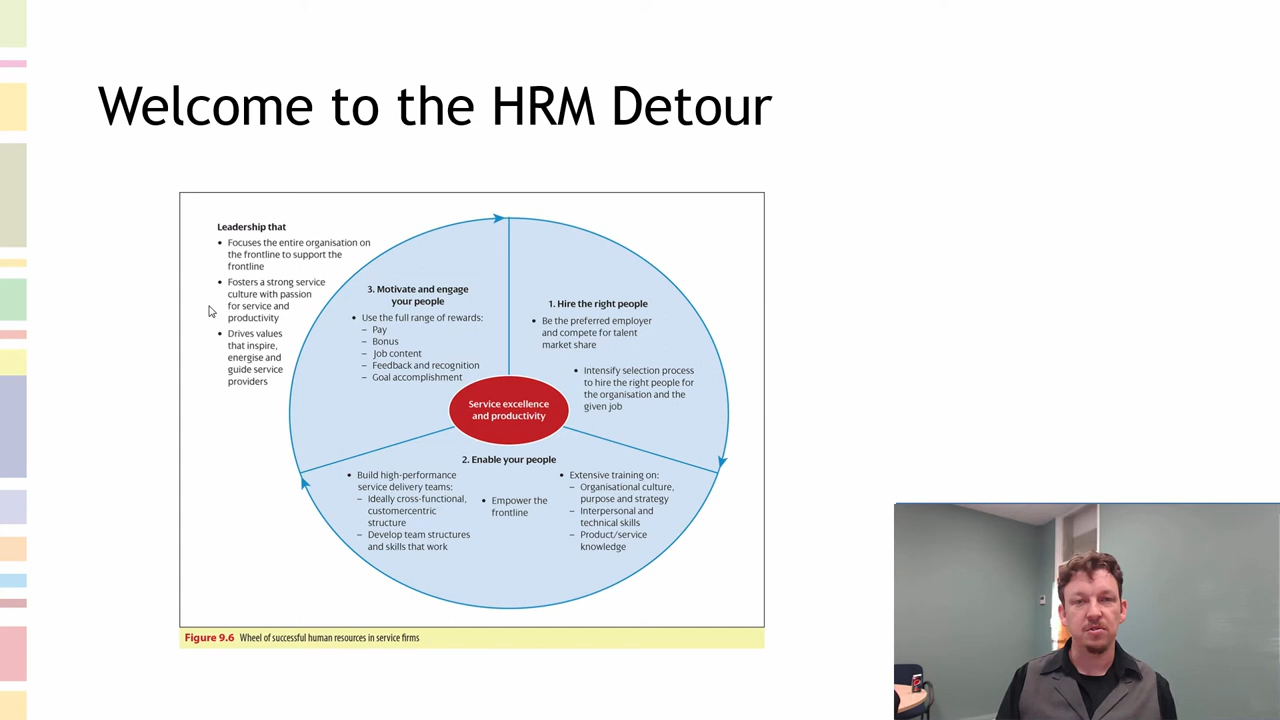 Welcome to the HRM Detour
Leadership that
• Focuses the entire organisation on
the frontline to support the
frontline
• Fosters a strong service
culture with passion
for service and
productivity
• Drives values
that inspire,
energise and
guide service
providers
3. Motivate and engage
your people
• Use the full range of rewards:
– Pay
– Bonus
– Job content
– Feedback and recognition
– Goal accomplishment
1. Hire the right people
• Be the preferred employer
and compete for talent
market share
• Intensify selection process
to hire the right people for
the organisation and the
given job
Service excellence
and productivity
2. Enable your people
• Build high-performance
service delivery teams:
– Ideally cross-functional,
customercentric
structure
– Develop team structures
and skills that work
• Empower the
frontline
• Extensive training on:
– Organisational culture,
purpose and strategy
– Interpersonal and
technical skills
– Product/service
knowledge
Figure 9.6 Wheel of successful human resources in service firms